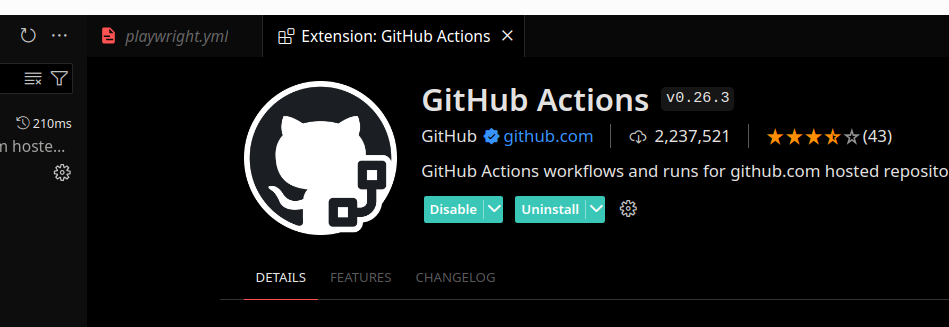 playwright.yml
Extension: GitHub Actions
210ms
m hoste...
GitHub Actions v0.26.3
GitHub github.com 2,237,521 (43)
GitHub Actions workflows and runs for github.com hosted reposito
Disable Uninstall
DETAILS FEATURES CHANGELOG